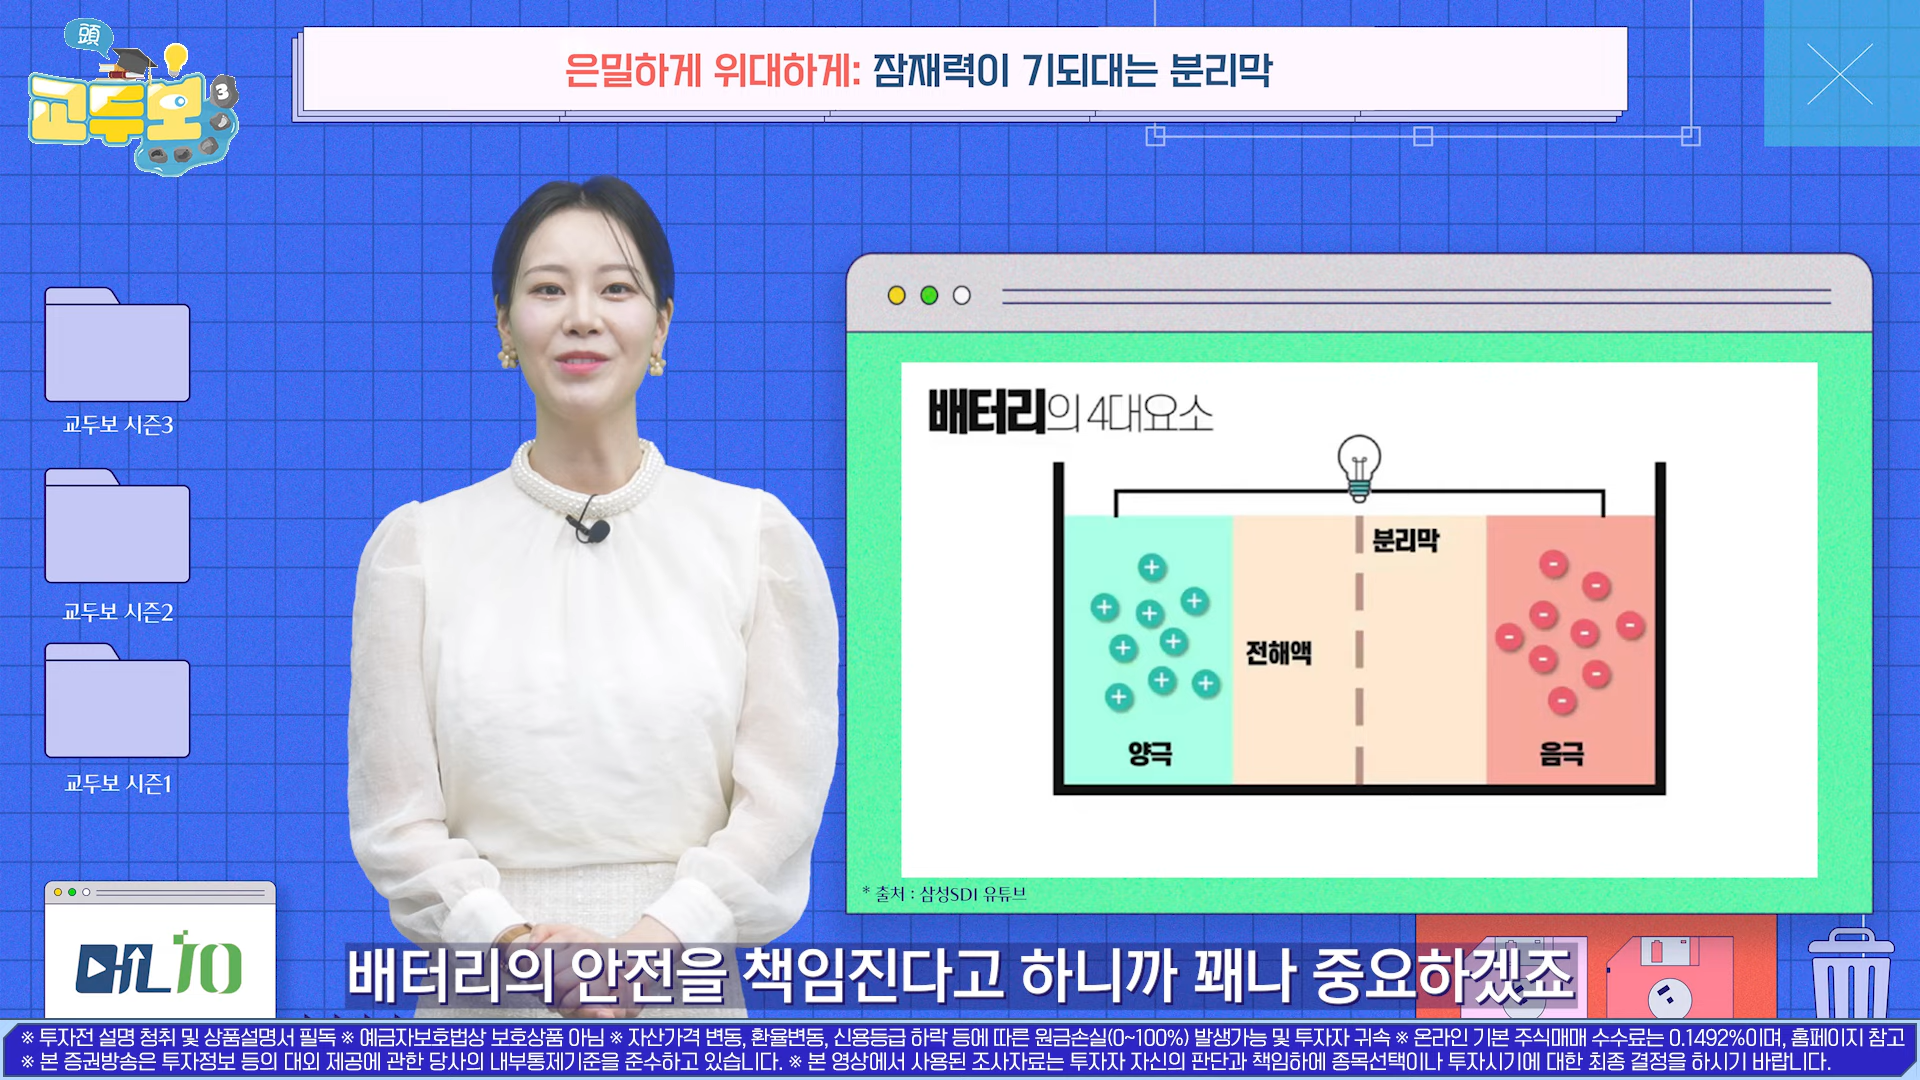 頭
교두보
3
은밀하게 위대하게: 잠재력이 기되대는 분리막
교두보 시즌3
교두보 시즌2
교두보 시즌1
배터리의 4대요소
분리막
전해액
양극
음극
* 출처 : 삼성SDI 유튜브
머니10
배터리의 안전을 책임진다고 하니까 꽤나 중요하겠죠
※ 투자전 설명 청취 및 상품설명서 필독 ※ 예금자보호법상 보호상품 아님 ※ 자산가격 변동, 환율변동, 신용등급 하락 등에 따른 원금손실(0~100%) 발생가능 및 투자자 귀속 ※ 온라인 기본 주식매매 수수료는 0.1492%이며, 홈페이지 참고
※ 본 증권방송은 투자정보 등의 대외 제공에 관한 당사의 내부통제기준을 준수하고 있습니다. ※ 본 영상에서 사용된 조사자료는 투자자 자신의 판단과 책임하에 종목선택이나 투자시기에 대한 최종 결정을 하시기 바랍니다.